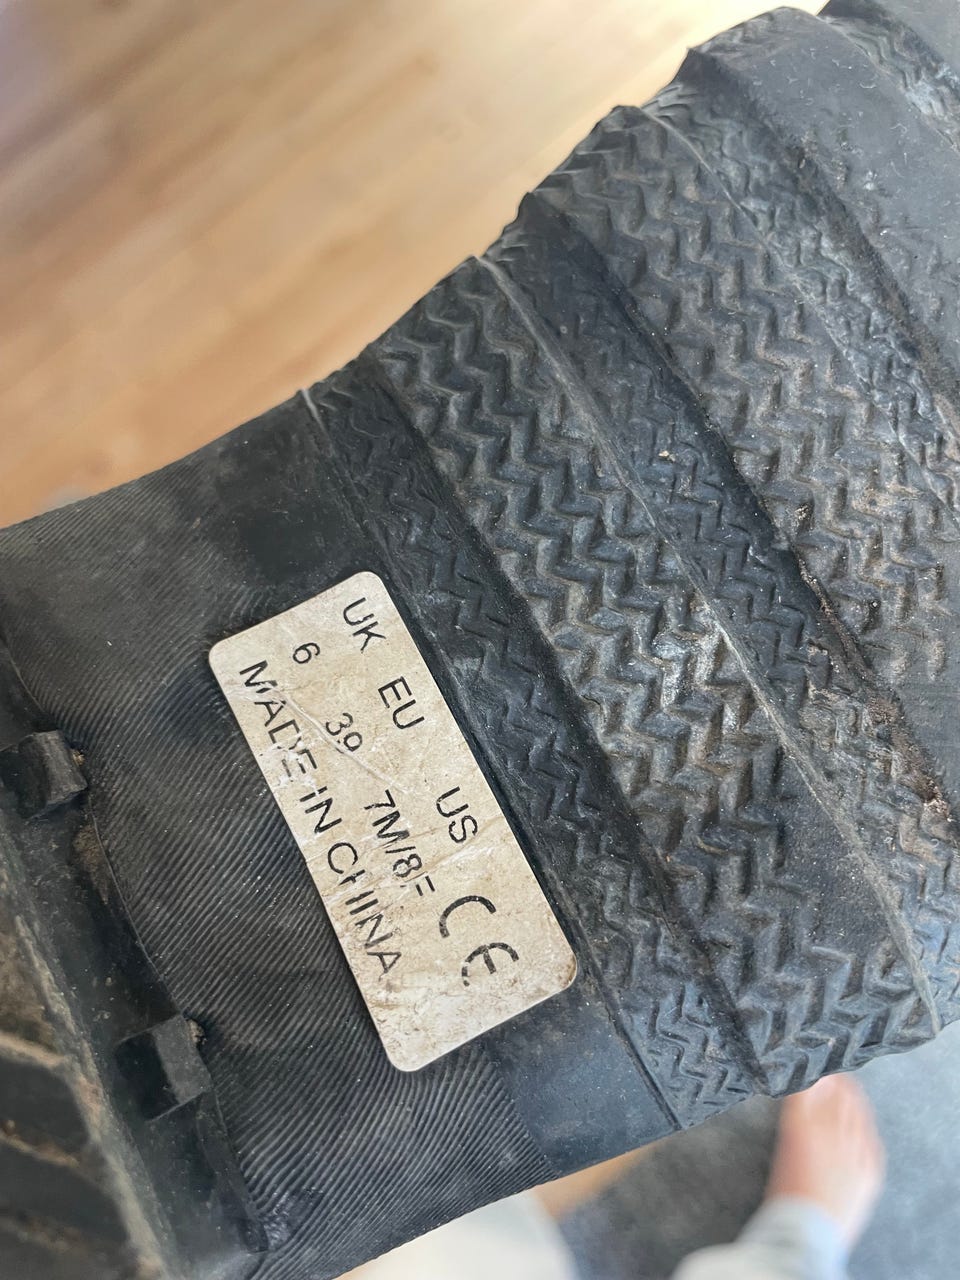 UK EU US CE
6 39 7M/8F
MADE IN CHINA